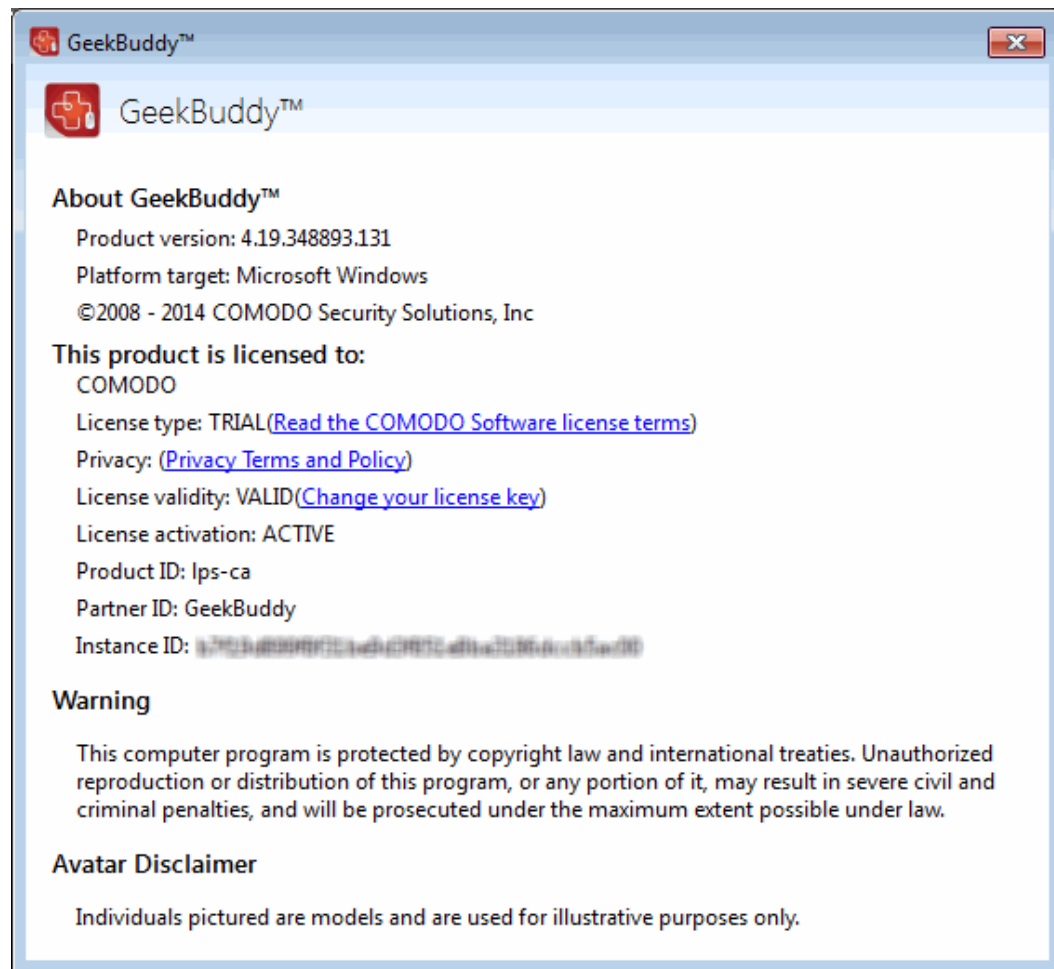 GeekBuddy™
GeekBuddy™
About GeekBuddy™
Product version: 4.19.348893.131
Platform target: Microsoft Windows
©2008 - 2014 COMODO Security Solutions, Inc
This product is licensed to:
COMODO
License type: TRIAL(Read the COMODO Software license terms)
Privacy: (Privacy Terms and Policy)
License validity: VALID(Change your license key)
License activation: ACTIVE
Product ID: lps-ca
Partner ID: GeekBuddy
Instance ID:
Warning
This computer program is protected by copyright law and international treaties. Unauthorized
reproduction or distribution of this program, or any portion of it, may result in severe civil and
criminal penalties, and will be prosecuted under the maximum extent possible under law.
Avatar Disclaimer
Individuals pictured are models and are used for illustrative purposes only.